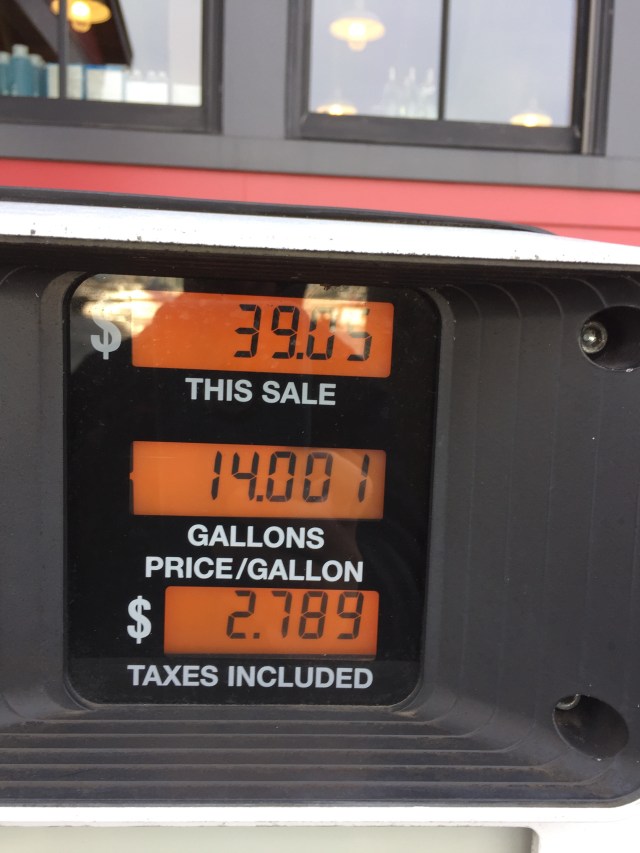 $ 39.05
THIS SALE
14.001
GALLONS
PRICE/GALLON
$ 2.789
TAXES INCLUDED